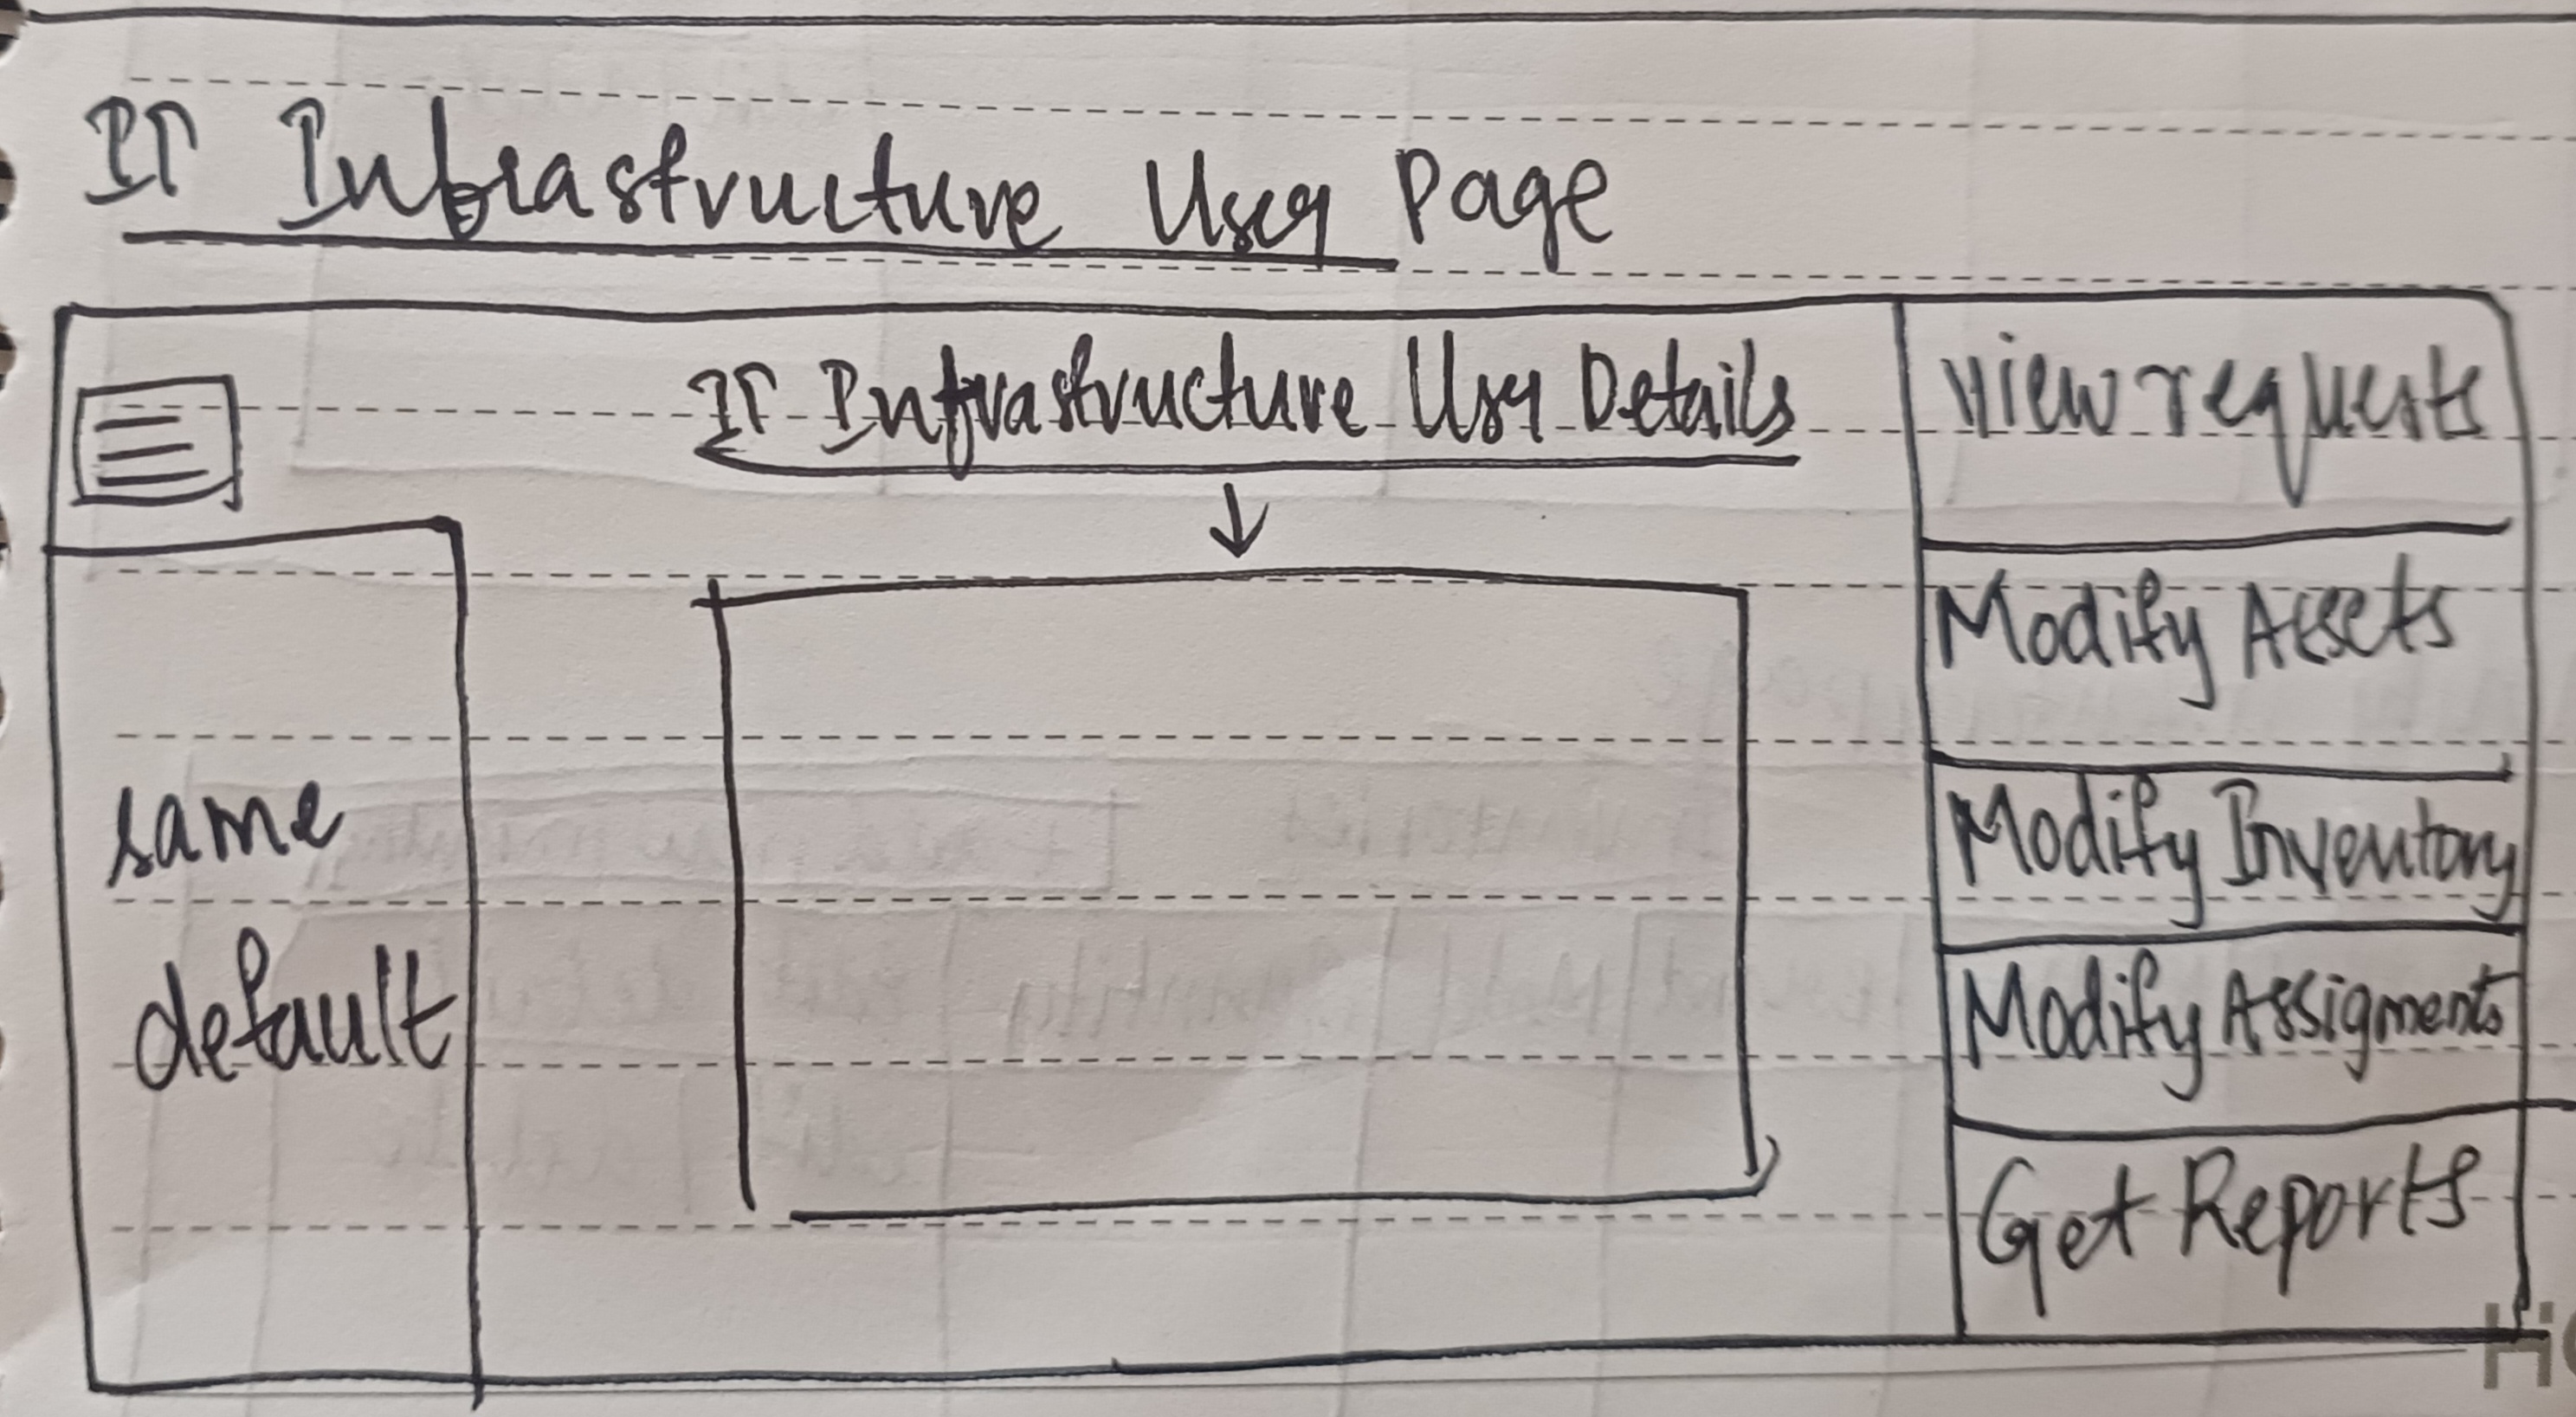 IT Infrastructure User Page
IT Infrastructure User Details
same
default
View requests
Modify Assets
Modify Inventory
Modify Assigments
Get Reports